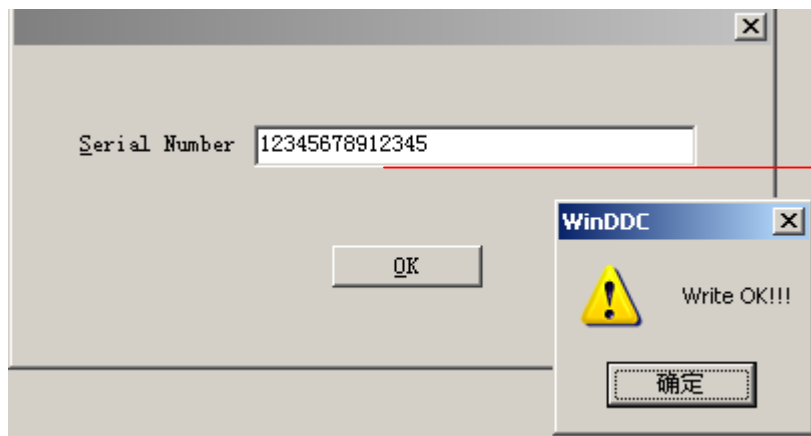 Serial Number 12345678912345
OK
WinDDC
Write OK!!!
确定